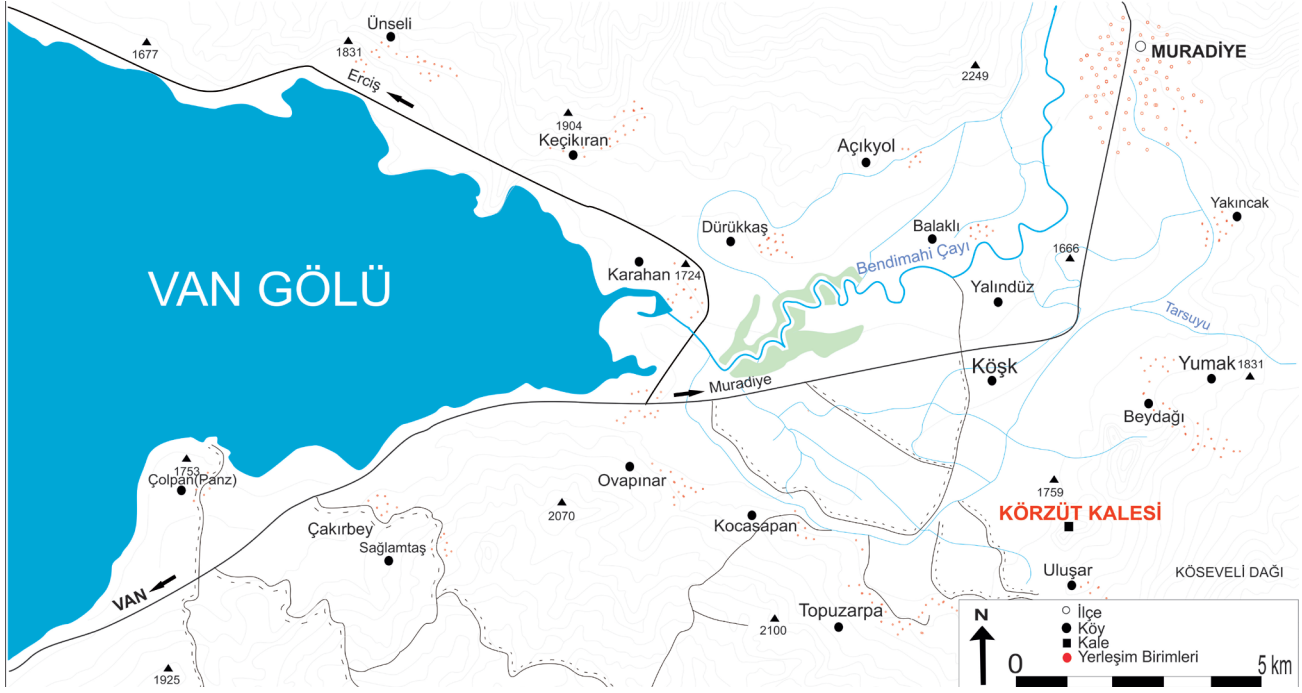 Ünseli
1677
1831
Erciş
MURADİYE
2249
1904
Keçikıran
Açıkyol
Yakıncak
Dürükkaş
Balaklı
Bendimahi Çayı
1666
Karahan
1724
VAN GÖLÜ
Yalındüz
Tarsuyu
Köşk
Yumak
1831
Muradiye
Beydağı
1753
Çolpan(Panz)
Ovapınar
1759
2070
KÖRZÜT KALESİ
Kocasapan
Çakırbey
Sağlamtaş
Uluşar
KÖSEVELİ DAĞI
VAN
Topuzarpa
2100
1925
N
İlçe
Köy
Kale
Yerleşim Birimleri
0
5 km